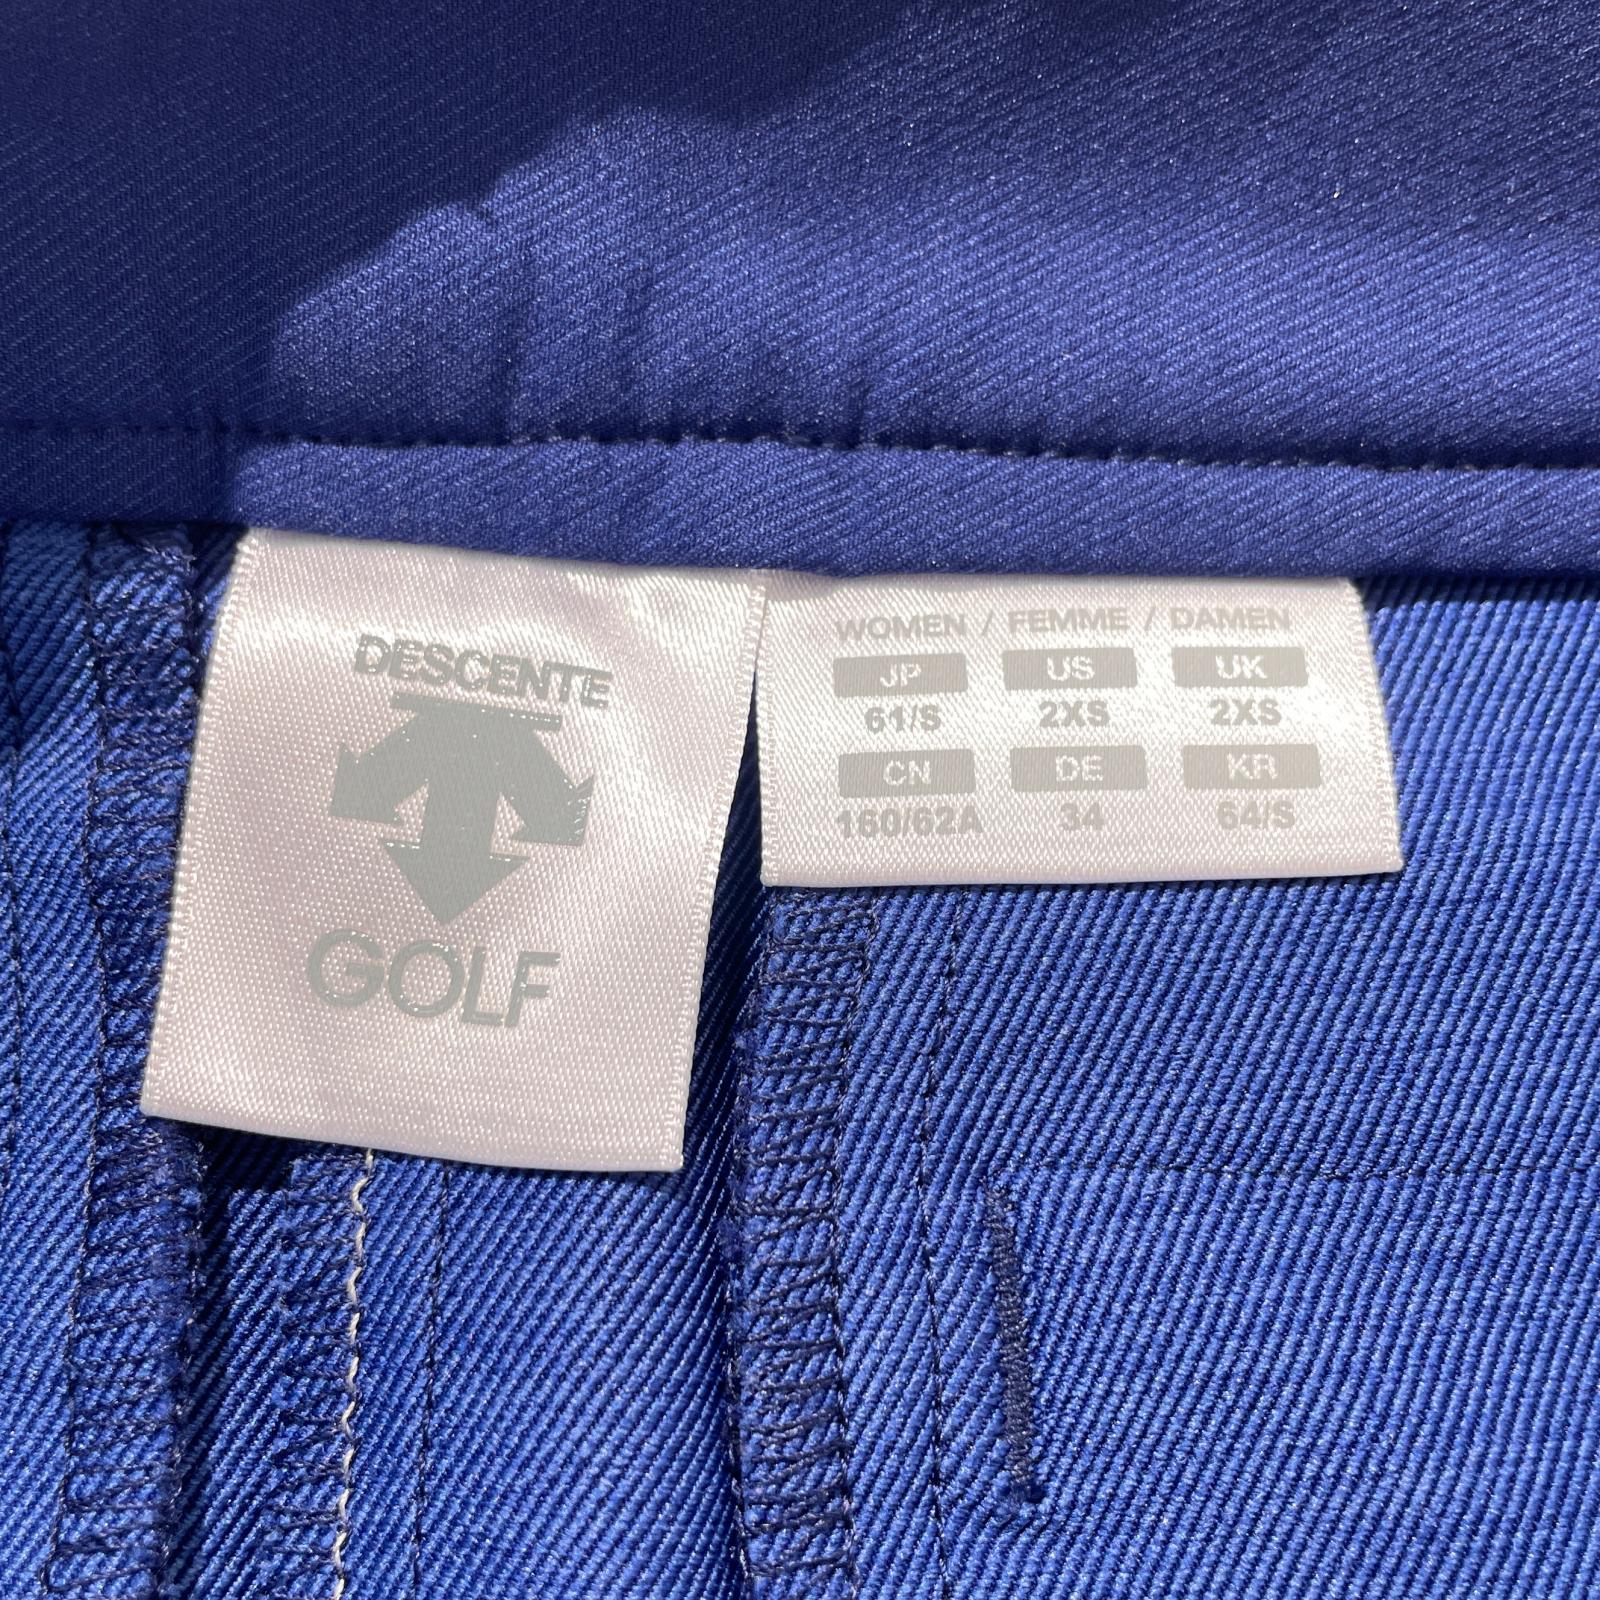 DESCENTE
GOLF
WOMEN / FEMME / DAMEN
JP US UK
61/S 2XS 2XS
CN DE KR
160/62A 34 64/S